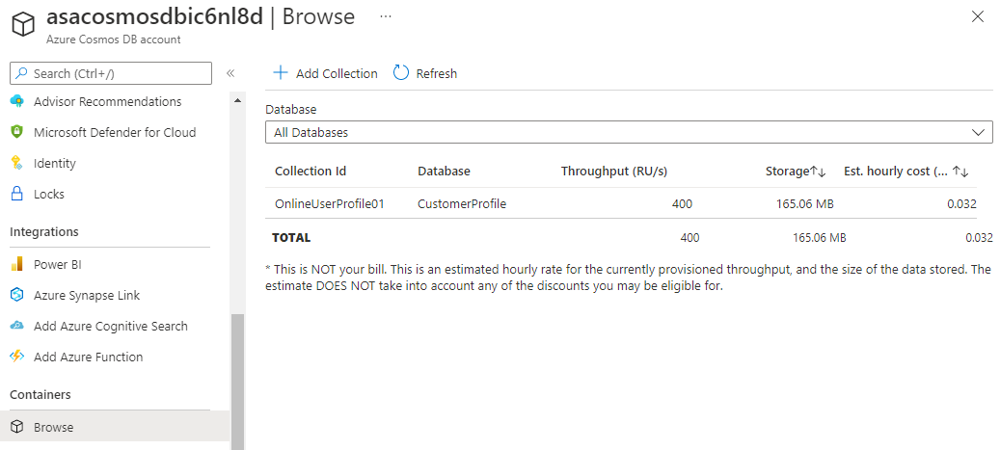 asacosmosdbic6nl8d | Browse ...
Azure Cosmos DB account
Search (Ctrl+/) «
Advisor Recommendations
Microsoft Defender for Cloud
Identity
Locks
Integrations
Power BI
Azure Synapse Link
Add Azure Cognitive Search
Add Azure Function
Containers
Browse
Add Collection Refresh
Database
All Databases
Collection Id Database Throughput (RU/s) Storage↑↓ Est. hourly cost (... ↑↓
OnlineUserProfile01 CustomerProfile 400 165.06 MB 0.032
TOTAL 400 165.06 MB 0.032
* This is NOT your bill. This is an estimated hourly rate for the currently provisioned throughput, and the size of the data stored. The
estimate DOES NOT take into account any of the discounts you may be eligible for.